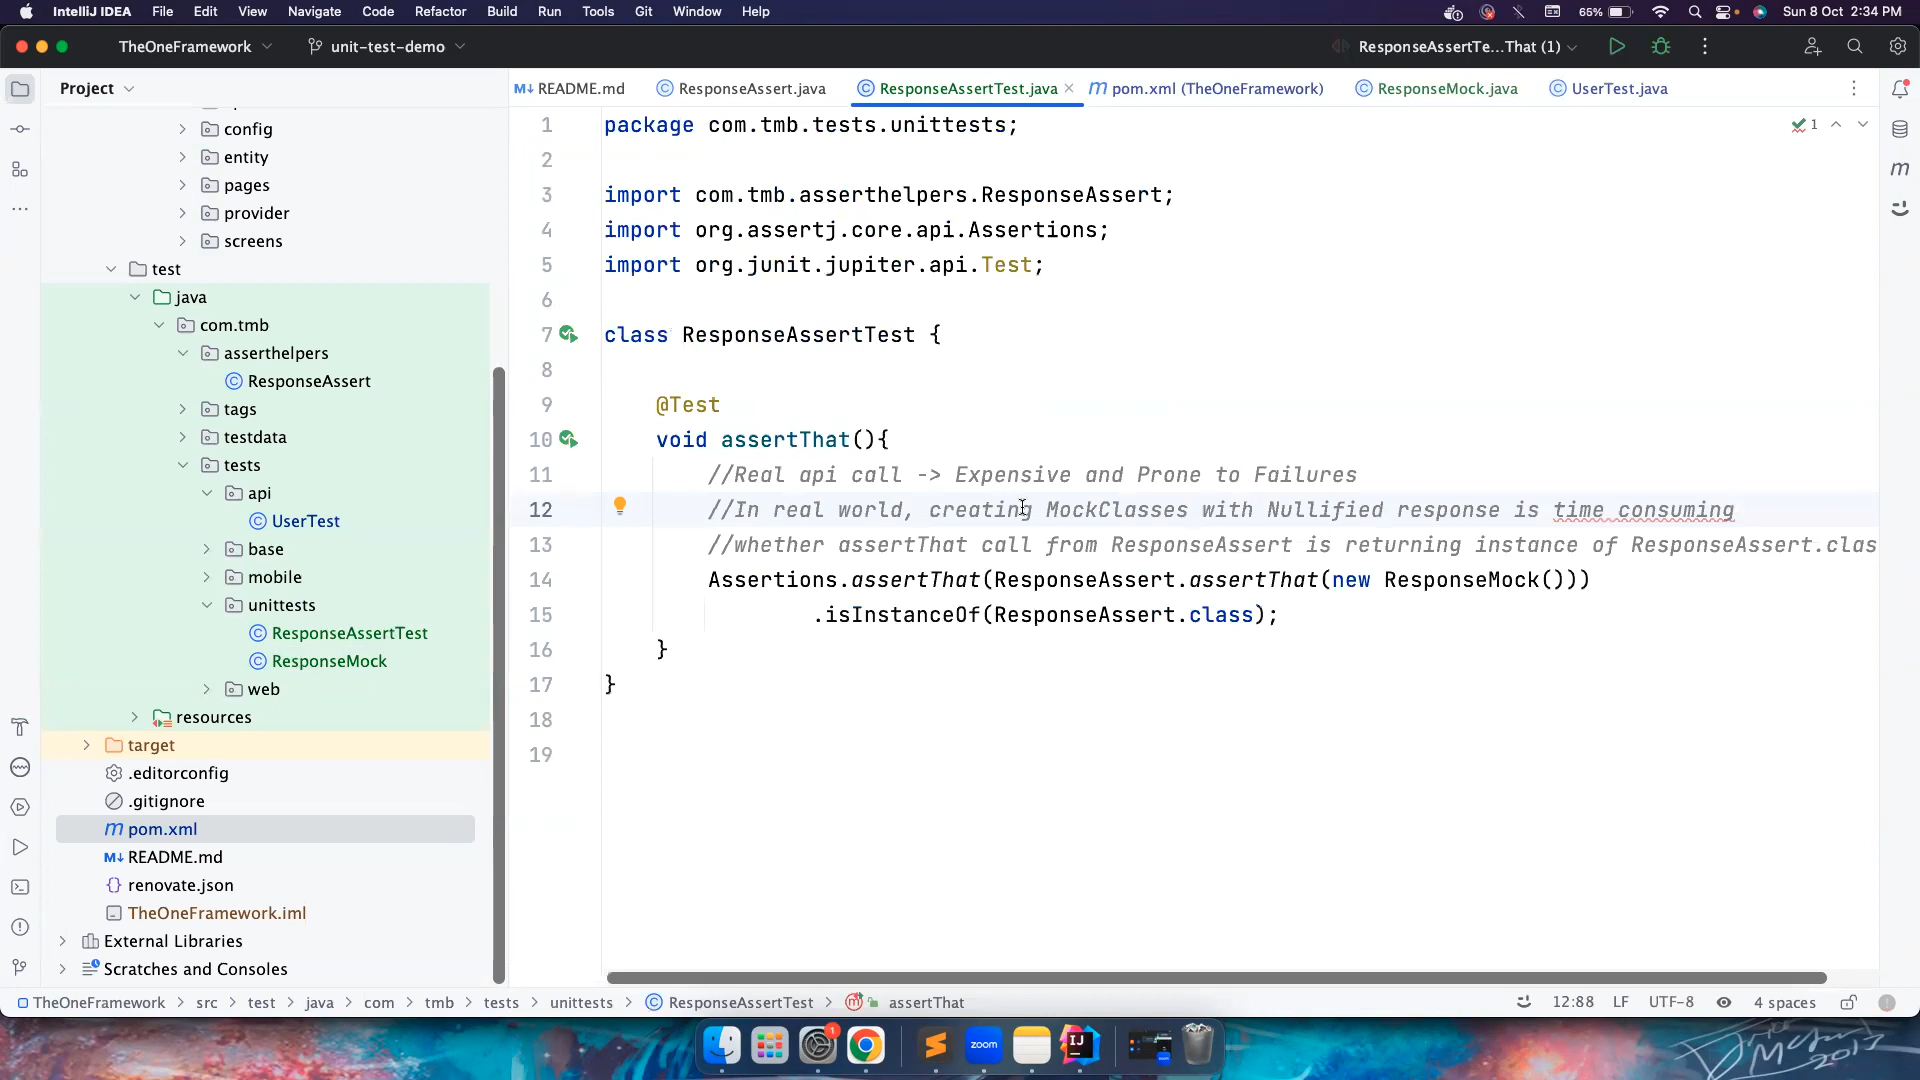 IntelliJ IDEA File Edit View Navigate Code Refactor Build Run Tools Git Window Help 65% Sun 8 Oct 2:34 PM
TheOneFramework unit-test-demo ResponseAssertTe...That (1)
Project
README.md ResponseAssert.java ResponseAssertTest.java pom.xml (TheOneFramework) ResponseMock.java UserTest.java
config
entity
pages
provider
screens
test
java
com.tmb
asserthelpers
ResponseAssert
tags
testdata
tests
api
UserTest
base
mobile
unittests
ResponseAssertTest
ResponseMock
web
resources
target
.editorconfig
.gitignore
pom.xml
README.md
renovate.json
TheOneFramework.iml
External Libraries
Scratches and Consoles
1 package com.tmb.tests.unittests;
2
3 import com.tmb.asserthelpers.ResponseAssert;
4 import org.assertj.core.api.Assertions;
5 import org.junit.jupiter.api.Test;
6
7 class ResponseAssertTest {
8
9 @Test
10 void assertThat(){
11 //Real api call -> Expensive and Prone to Failures
12 //In real world, creating MockClasses with Nullified response is time consuming
13 //whether assertThat call from ResponseAssert is returning instance of ResponseAssert.clas
14 Assertions.assertThat(ResponseAssert.assertThat(new ResponseMock()))
15 .isInstanceOf(ResponseAssert.class);
16 }
17 }
18
19
1
TheOneFramework > src > test > java > com > tmb > tests > unittests > ResponseAssertTest > assertThat 12:88 LF UTF-8 4 spaces
1 zoom IJ